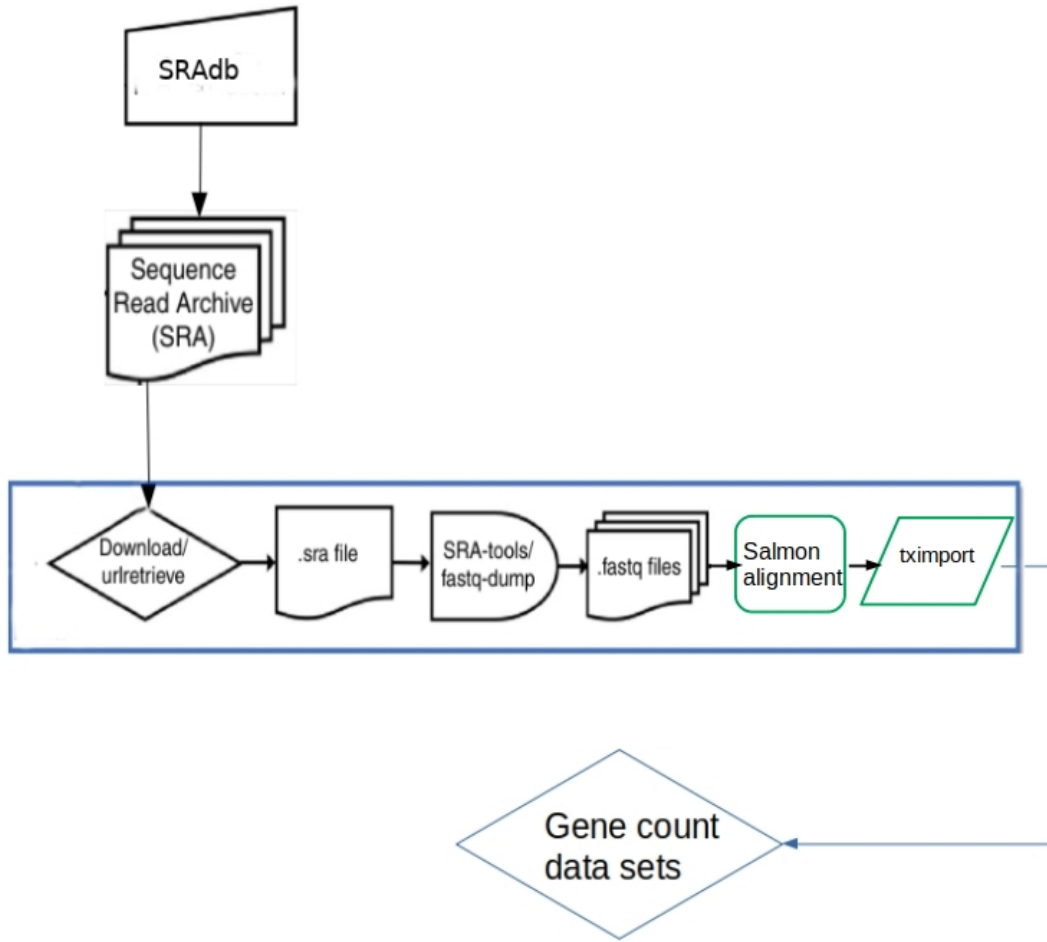 SRAdb
Sequence
Read Archive
(SRA)
Download/
urlretrieve
.sra file
SRA-tools/
fastq-dump
.fastq files
Salmon
alignment
tximport
Gene count
data sets